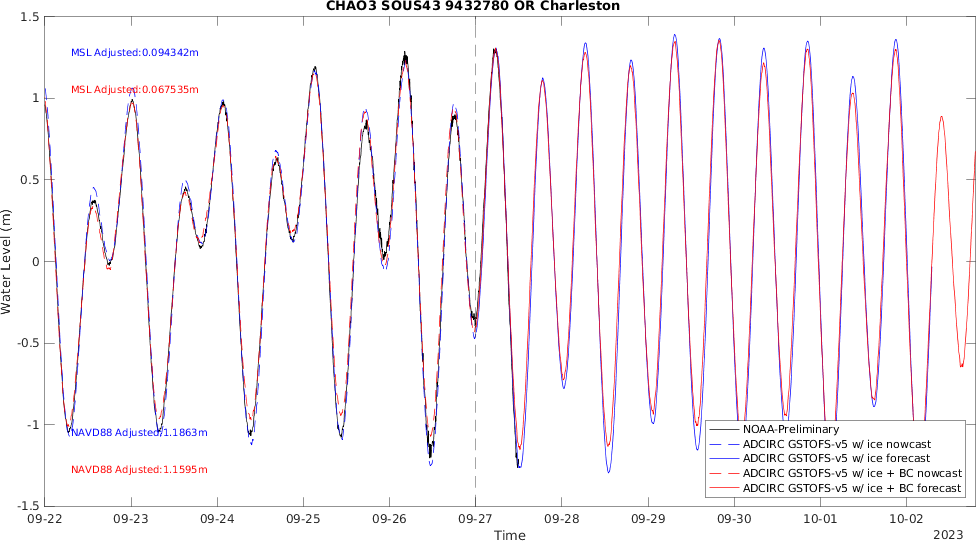 CHAO3 SOUS43 9432780 OR Charleston
1.5
MSL Adjusted:0.094342m
MSL Adjusted:0.067535m
1
0.5
Water Level (m)
0
-0.5
-1
NAVD88 Adjusted:1.1863m
NAVD88 Adjusted:1.1595m
-1.5
NOAA-Preliminary
ADCIRC GSTOFS-v5 w/ ice nowcast
ADCIRC GSTOFS-v5 w/ ice forecast
ADCIRC GSTOFS-v5 w/ ice + BC nowcast
ADCIRC GSTOFS-v5 w/ ice + BC forecast
09-22 09-23 09-24 09-25 09-26 09-27 09-28 09-29 09-30 10-01 10-02
Time
2023